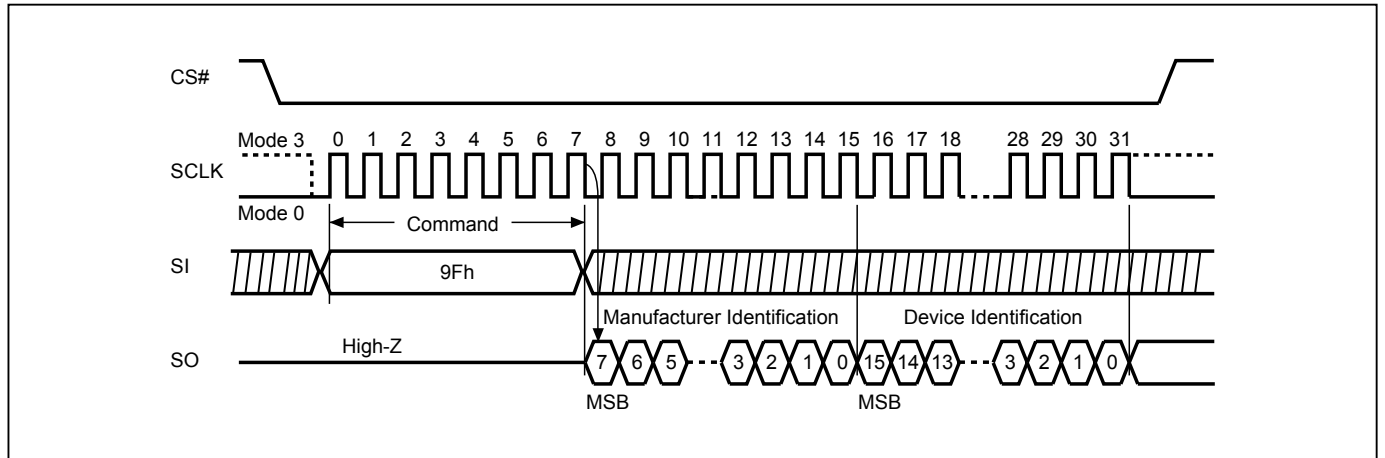 CS#
Mode 3
0 1 2 3 4 5 6 7 8 9 10 11 12 13 14 15 16 17 18 28 29 30 31
SCLK
Mode 0
Command
SI
9Fh
Manufacturer Identification Device Identification
High-Z
SO
7 6 5 3 2 1 0 15 14 13 3 2 1 0
MSB MSB